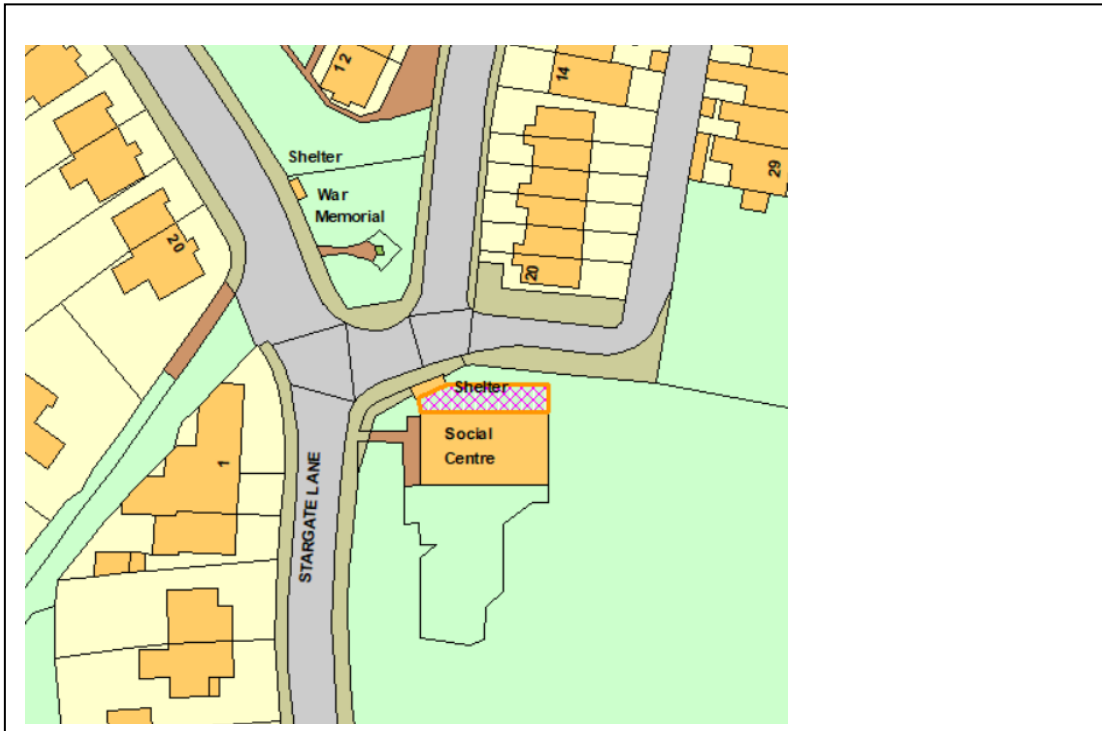 12
14
Shelter
29
War
Memorial
20
20
Shelter
Social
Centre
1
STARGATE LANE